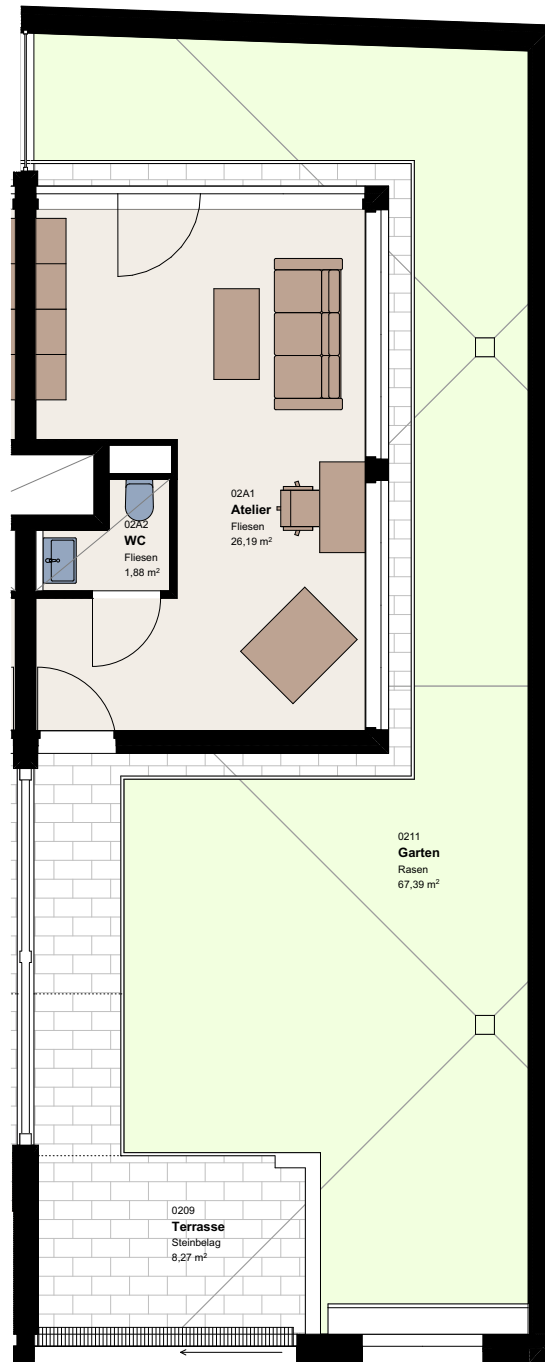 02A1
Atelier
Fliesen
26,19 m²
02A2
WC
Fliesen
1,88 m²
0211
Garten
Rasen
67,39 m²
0209
Terrasse
Steinbelag
8,27 m²